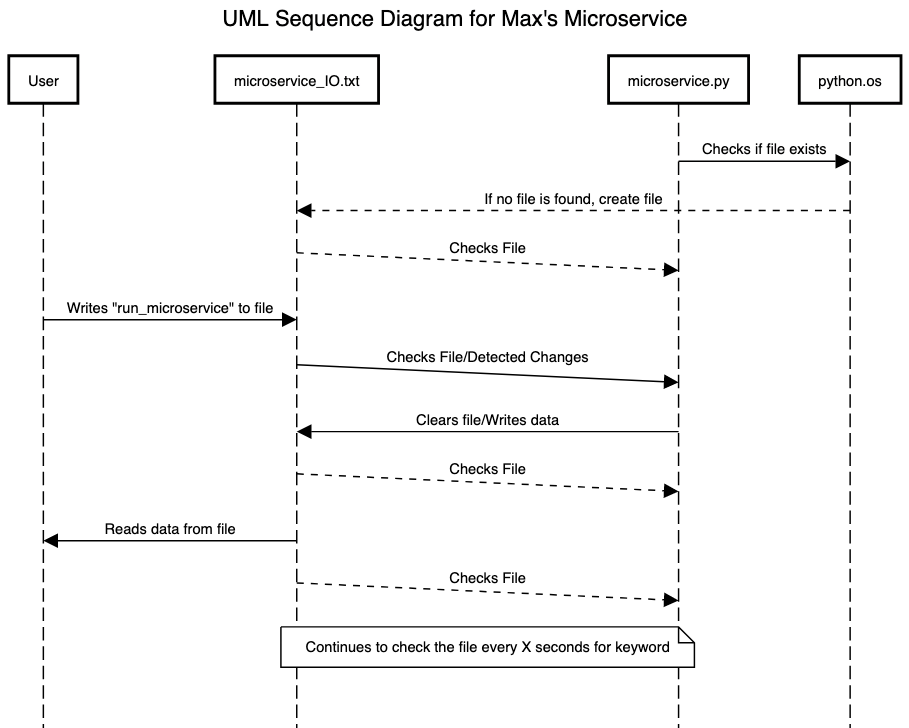 UML Sequence Diagram for Max's Microservice
User
microservice_IO.txt
microservice.py
python.os
Checks if file exists
If no file is found, create file
Checks File
Writes "run_microservice" to file
Checks File/Detected Changes
Clears file/Writes data
Checks File
Reads data from file
Checks File
Continues to check the file every X seconds for keyword